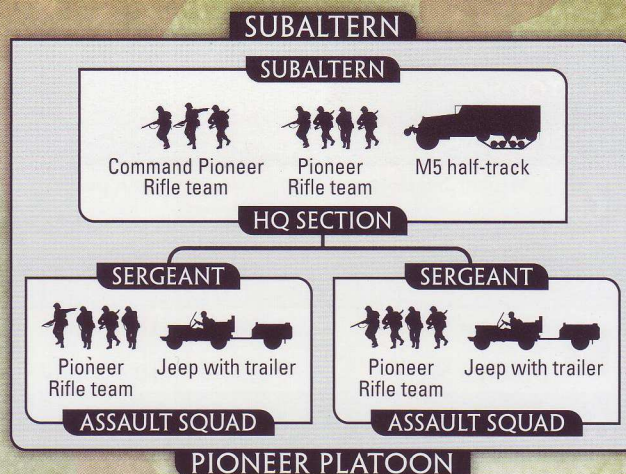 SUBALTERN
SUBALTERN
Command Pioneer
Rifle team
Pioneer
Rifle team
M5 half-track
HQ SECTION
SERGEANT
Pioneer
Rifle team
Jeep with trailer
ASSAULT SQUAD
SERGEANT
Pioneer
Rifle team
Jeep with trailer
ASSAULT SQUAD
PIONEER PLATOON